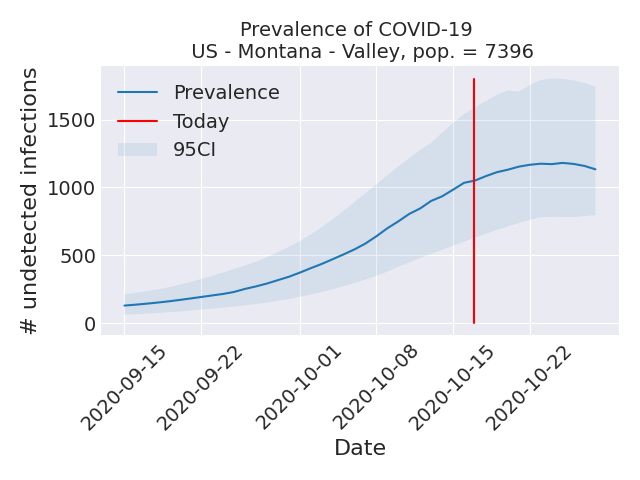 Prevalence of COVID-19
US - Montana - Valley, pop. = 7396
# undetected infections
1500
1000
500
0
Prevalence
Today
95CI
2020-09-15
2020-09-22
2020-10-01
2020-10-08
2020-10-15
2020-10-22
Date